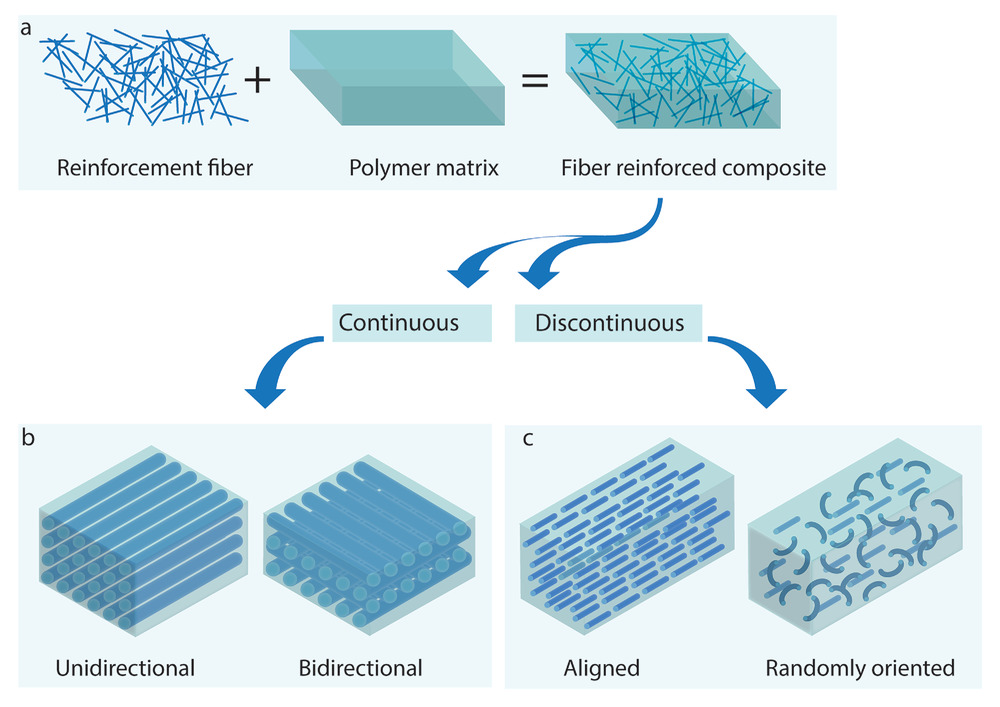 a
+
=
Reinforcement fiber
Polymer matrix
Fiber reinforced composite
Continuous
Discontinuous
b
c
Unidirectional
Bidirectional
Aligned
Randomly oriented